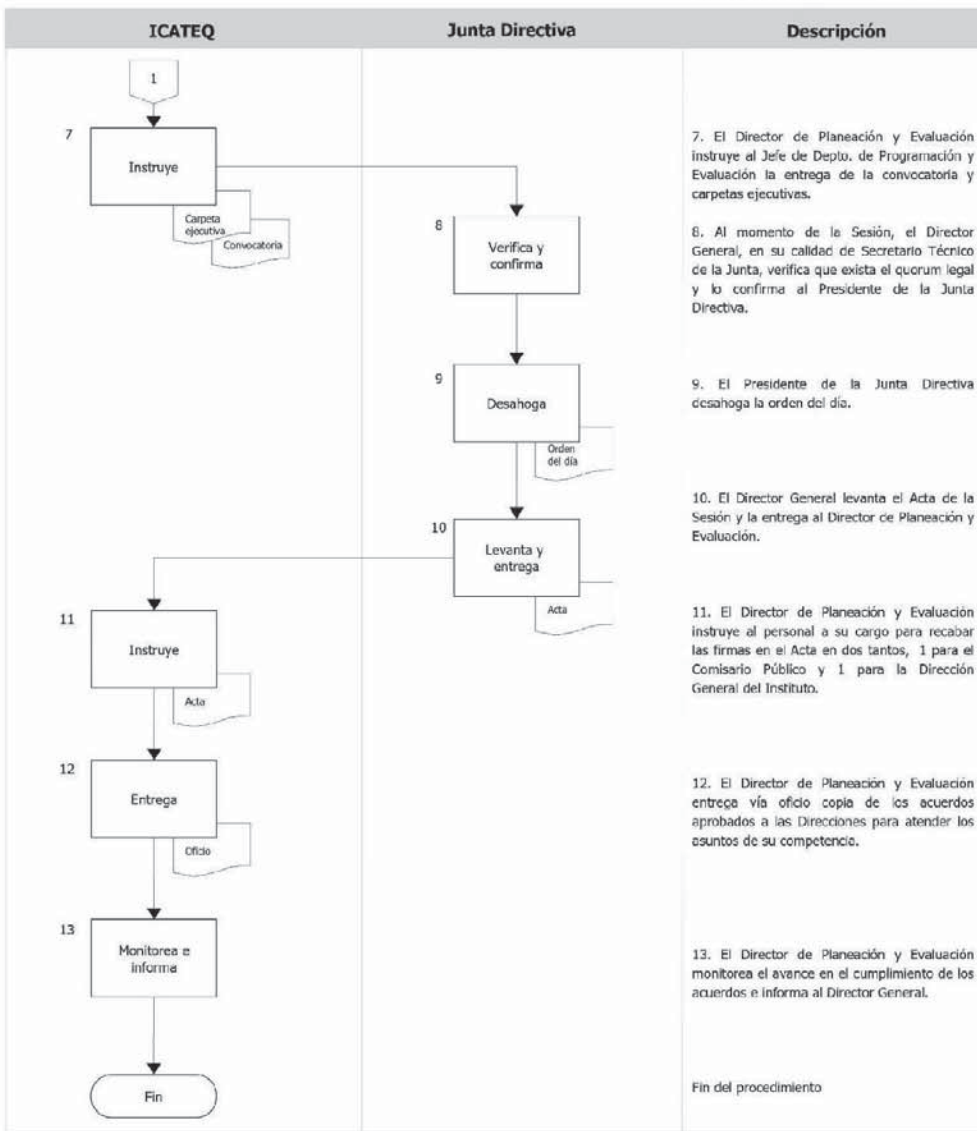 ICATEQ
Junta Directiva
Descripción
1
7
Instruye
Carpeta
ejecutiva
Convocatoria
8
Verifica y
confirma
9
Desahoga
Orden
del día
10
Levanta y
entrega
Acta
11
Instruye
Acta
12
Entrega
Oficio
13
Monitorea e
informa
Fin
7. El Director de Planeación y Evaluación
instruye al Jefe de Depto. de Programación y
Evaluación la entrega de la convocatoria y
carpetas ejecutivas.
8. Al momento de la Sesión, el Director
General, en su calidad de Secretario Técnico
de la Junta, verifica que exista el quorum legal
y lo confirma al Presidente de la Junta
Directiva.
9. El Presidente de la Junta Directiva
desahoga la orden del día.
10. El Director General levanta el Acta de la
Sesión y la entrega al Director de Planeación y
Evaluación.
11. El Director de Planeación y Evaluación
instruye al personal a su cargo para recabar
las firmas en el Acta en dos tantos, 1 para el
Comisario Público y 1 para la Dirección
General del Instituto.
12. El Director de Planeación y Evaluación
entrega vía oficio copia de los acuerdos
aprobados a las Direcciones para atender los
asuntos de su competencia.
13. El Director de Planeación y Evaluación
monitorea el avance en el cumplimiento de los
acuerdos e informa al Director General.
Fin del procedimiento